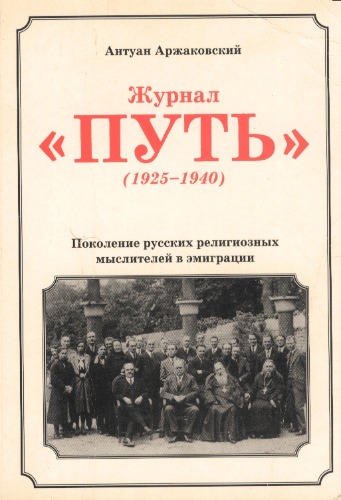 Антуан Аржаковский
Журнал
«ПУТЬ»
(1925–1940)
Поколение русских религиозных
мыслителей в эмиграции